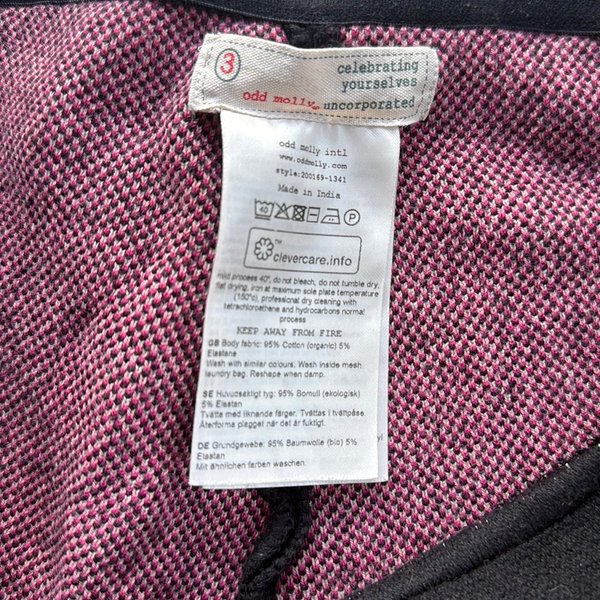 3
celebrating
yourselves
odd molly® uncorporated
odd molly intl
www.oddmolly.com
style:200169-1341
Made in India
40 P
™
clevercare.info
mild process 40°, do not bleach, do not tumble dry,
flat drying, iron at maximum sole plate temperature
(150°c), professional dry cleaning with
tetrachloroethene and hydrocarbons normal
process
KEEP AWAY FROM FIRE
GB Body fabric: 95% Cotton (organic) 5%
Elastane
Wash with similar colours. Wash inside mesh
laundry bag. Reshape when damp.
SE Huvudsakligt tyg: 95% Bomull (ekologisk)
5% Elastan
Tvätta med liknande färger. Tvättas i tvättpåse.
Återforma plagget när det är fuktigt.
DE Grundgewebe: 95% Baumwolle (bio) 5%
Elastan
Mit ähnlichen farben waschen.